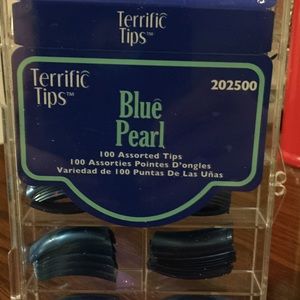 Terrific
Tips™
Terrific
Tips™
202500
Blue
Pearl
100 Assorted Tips
100 Assorties Pointes D'ongles
Variedad de 100 Puntas De Las Uñas